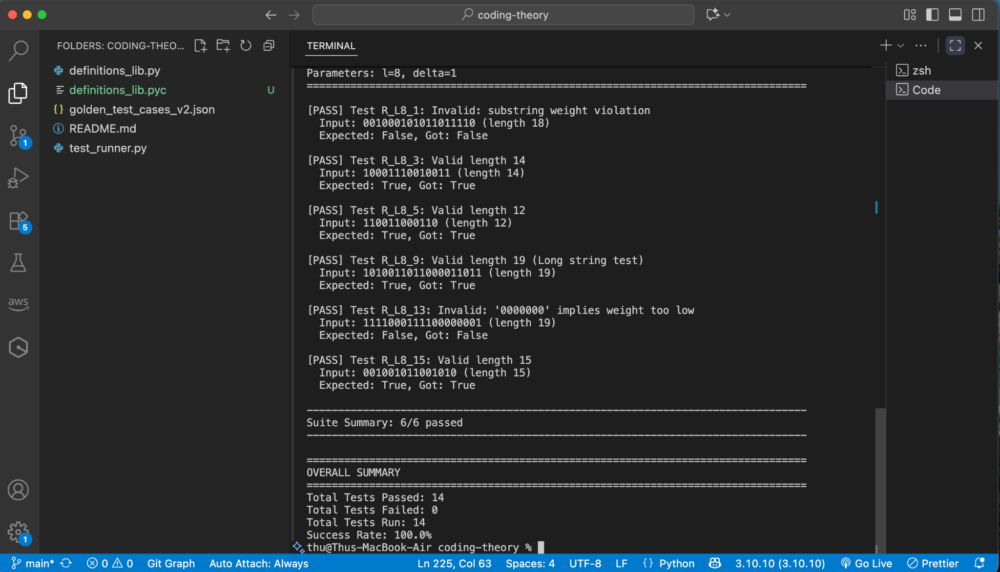 coding-theory
FOLDERS: CODING-THEO...
definitions_lib.py
definitions_lib.pyc U
golden_test_cases_v2.json
README.md
test_runner.py
1
5
aws
1
TERMINAL
zsh
Code
Parameters: l=8, delta=1
================================================================================
[PASS] Test R_L8_1: Invalid: substring weight violation
Input: 001000101011011110 (length 18)
Expected: False, Got: False
[PASS] Test R_L8_3: Valid length 14
Input: 10001110010011 (length 14)
Expected: True, Got: True
[PASS] Test R_L8_5: Valid length 12
Input: 110011000110 (length 12)
Expected: True, Got: True
[PASS] Test R_L8_9: Valid length 19 (Long string test)
Input: 1010011011000011011 (length 19)
Expected: True, Got: True
[PASS] Test R_L8_13: Invalid: '0000000' implies weight too low
Input: 1111000111100000001 (length 19)
Expected: False, Got: False
[PASS] Test R_L8_15: Valid length 15
Input: 001001011001010 (length 15)
Expected: True, Got: True
--------------------------------------------------------------------------------
Suite Summary: 6/6 passed
--------------------------------------------------------------------------------
================================================================================
OVERALL SUMMARY
================================================================================
Total Tests Passed: 14
Total Tests Failed: 0
Total Tests Run: 14
Success Rate: 100.0%
thu@Thus-MacBook-Air coding-theory %
main* 0 0 Git Graph Auto Attach: Always Ln 225, Col 63 Spaces: 4 UTF-8 LF {} Python 3.10.10 (3.10.10) Go Live Prettier